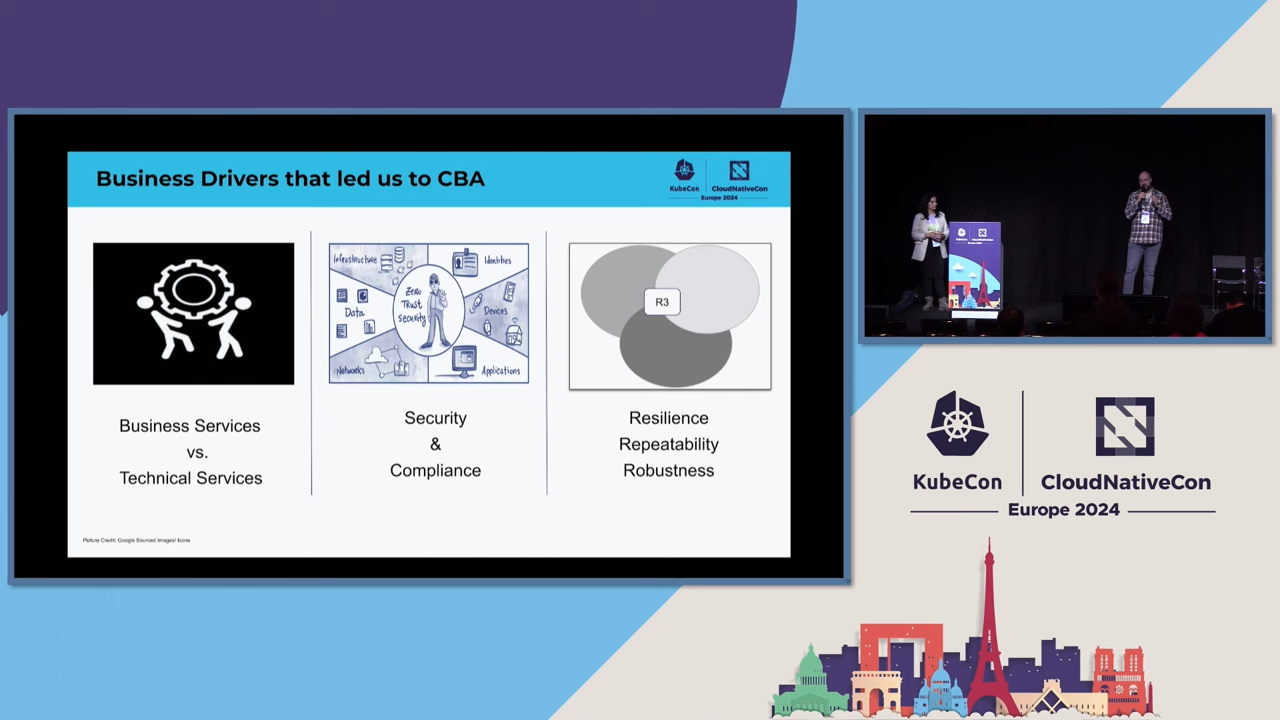 Business Drivers that led us to CBA
KubeCon
CloudNativeCon
Europe 2024
Infrastructure
Identities
Zero
Trust
Security
Data
Devices
Networks
Applications
R3
Business Services
vs.
Technical Services
Security
&
Compliance
Resilience
Repeatability
Robustness
Picture Credit: Google Sourced Images/ Icons
KubeCon
CloudNativeCon
Europe 2024